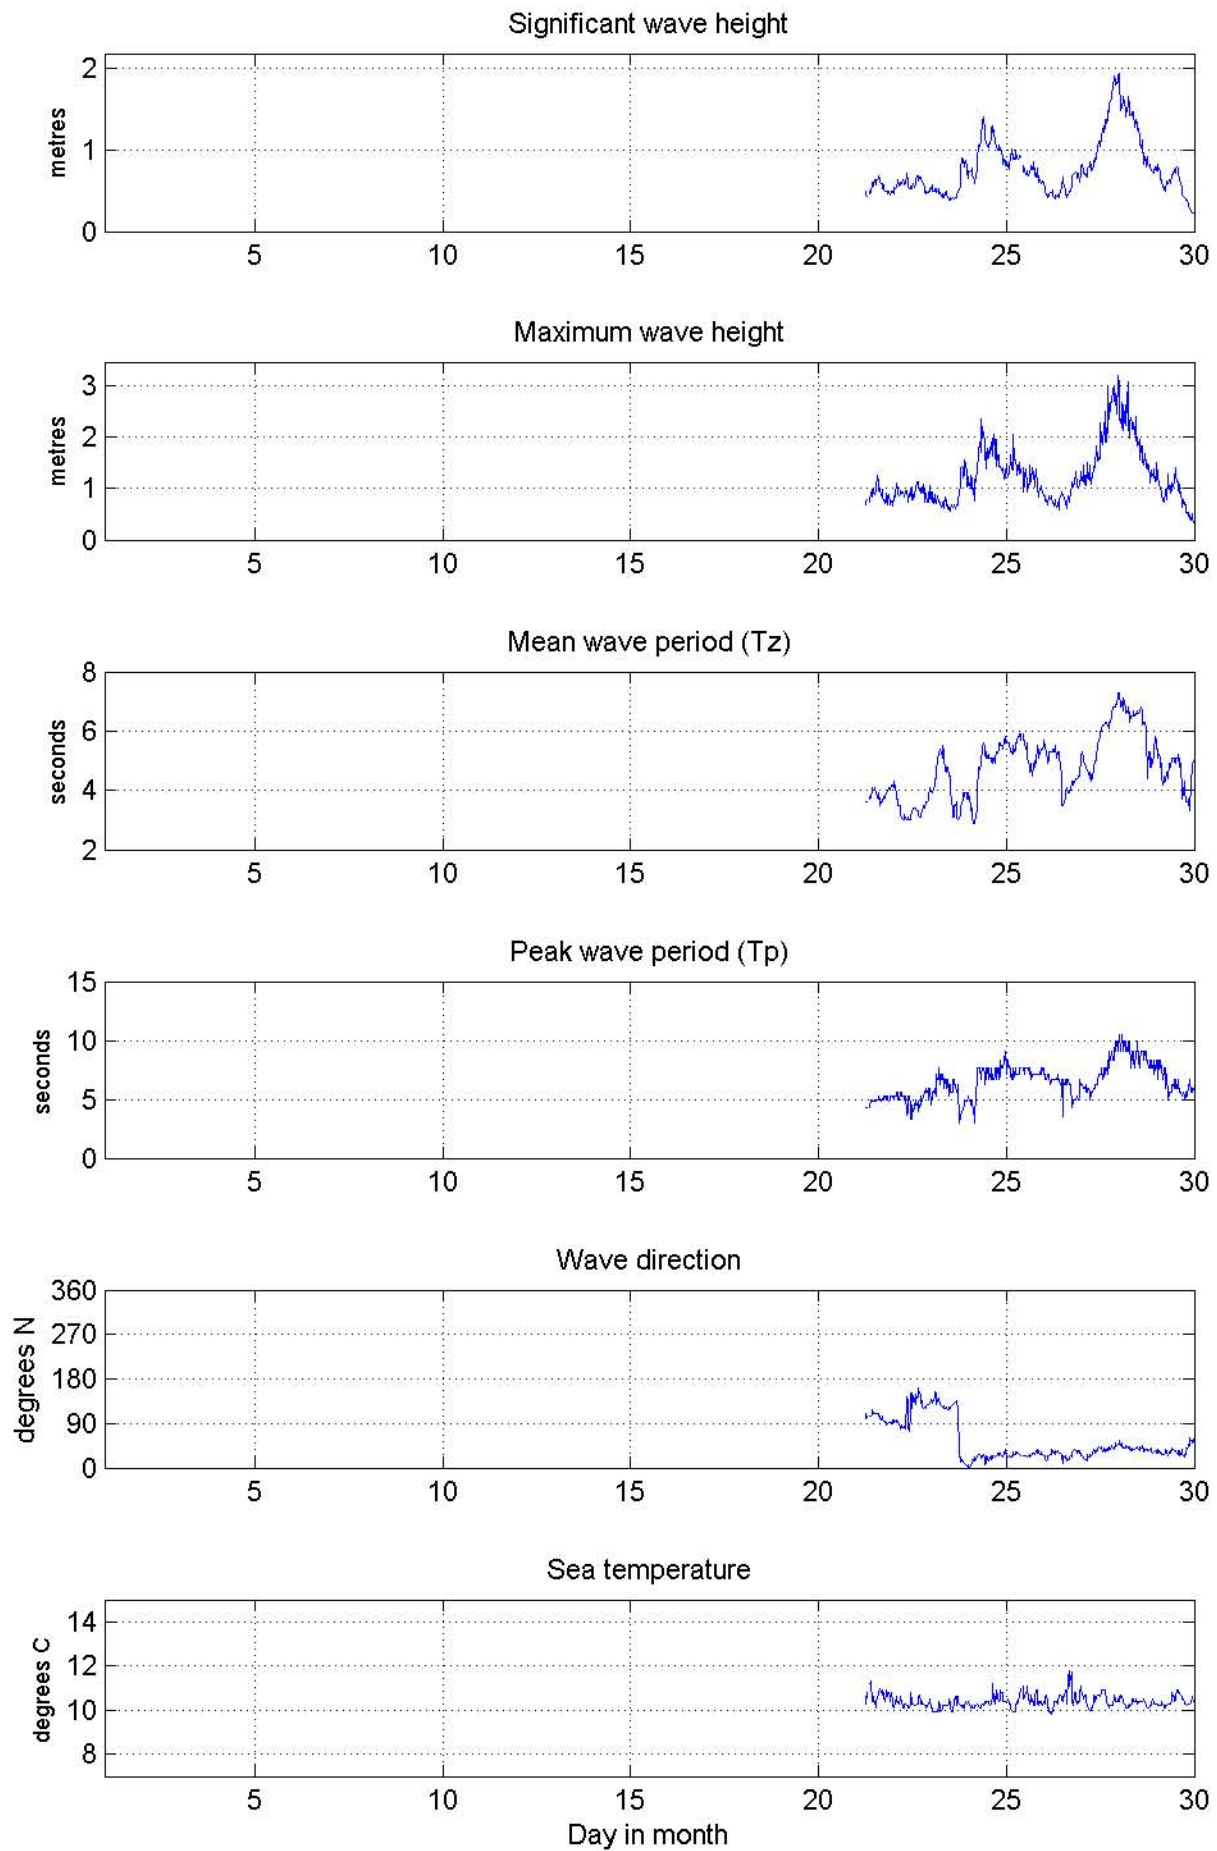 Significant wave height
metres
2
1
0
5 10 15 20 25 30
Maximum wave height
metres
3
2
1
0
5 10 15 20 25 30
Mean wave period (Tz)
seconds
8
6
4
2
5 10 15 20 25 30
Peak wave period (Tp)
seconds
15
10
5
0
5 10 15 20 25 30
Wave direction
degrees N
360
270
180
90
0
5 10 15 20 25 30
Sea temperature
degrees C
14
12
10
8
5 10 15 20 25 30
Day in month